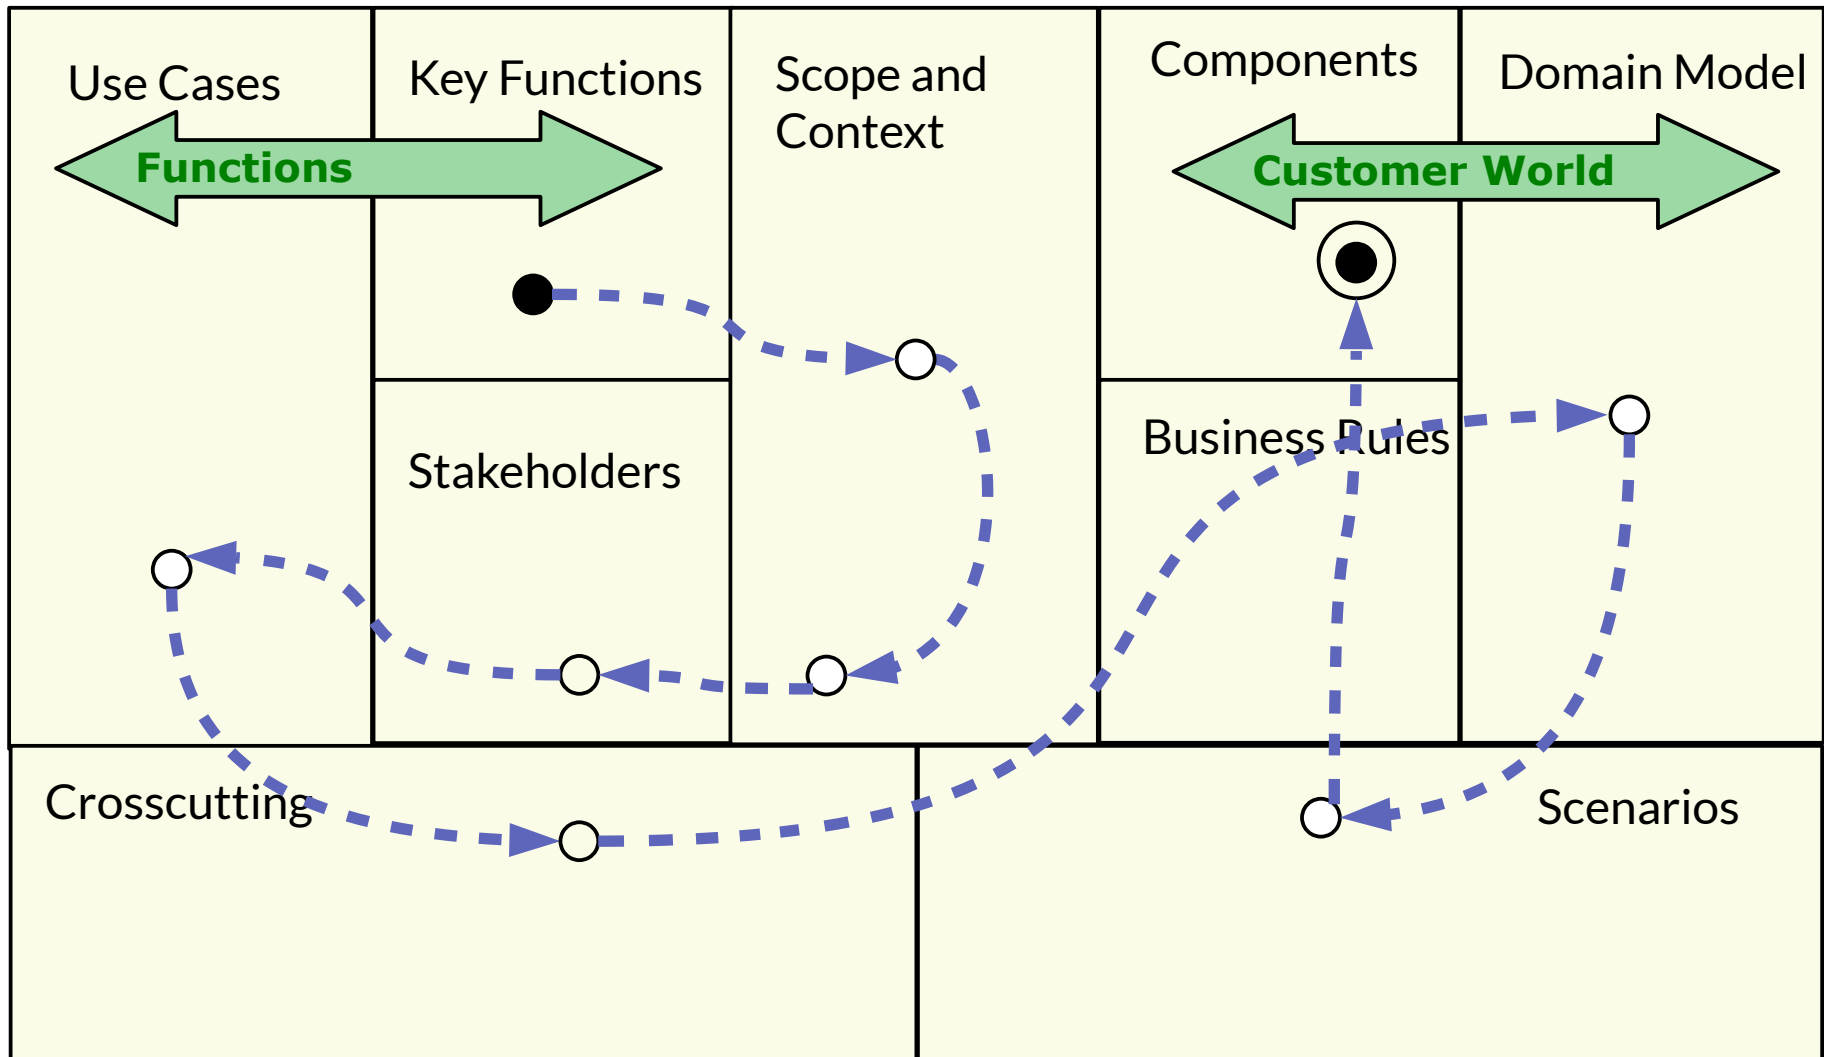 Use Cases
Key Functions
Scope and
Context
Components
Domain Model
Functions
Customer World
Stakeholders
Business Rules
Crosscutting
Scenarios